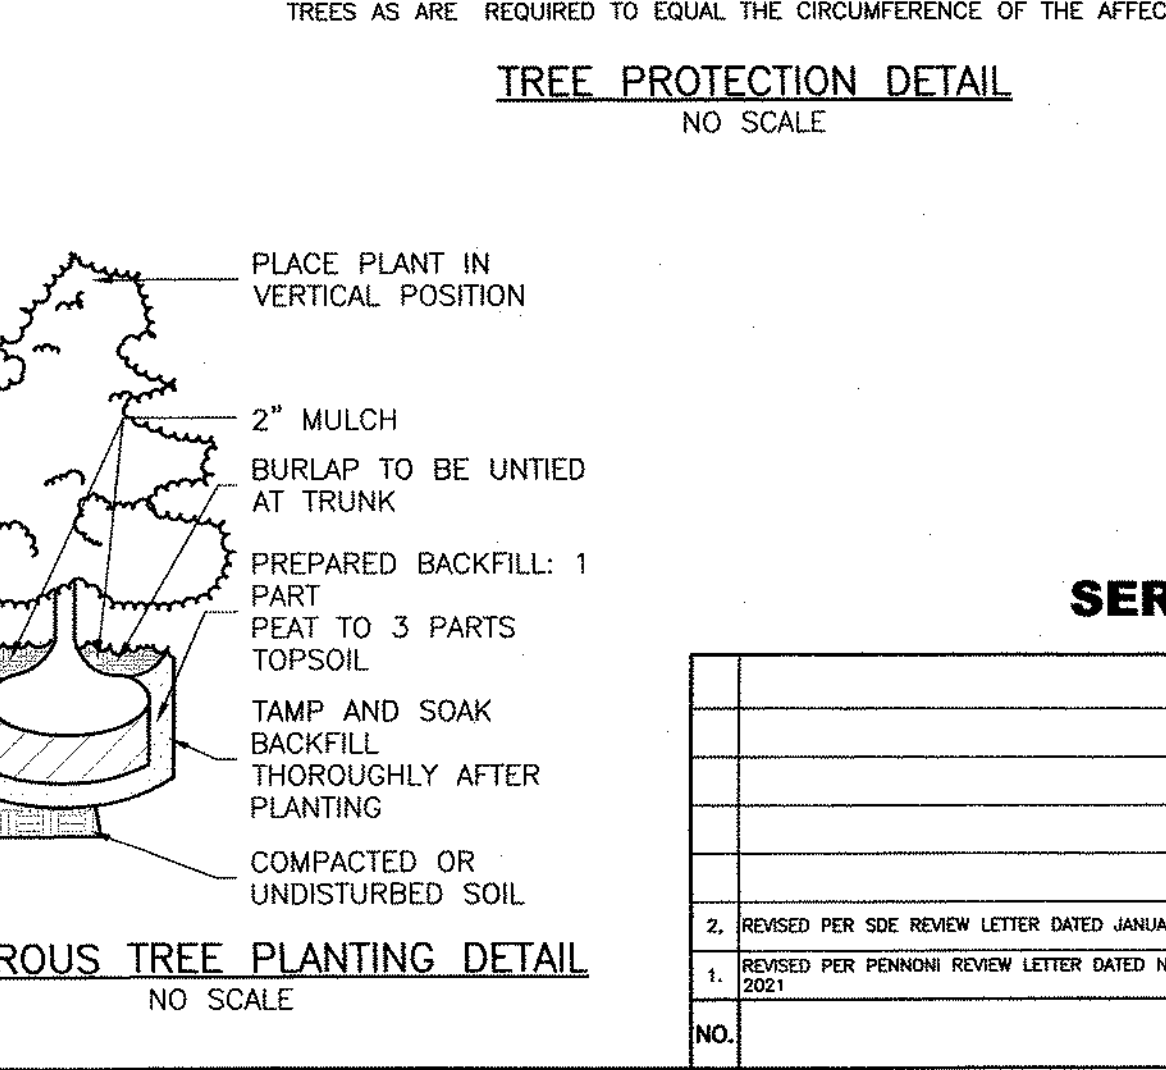 TREES AS ARE REQUIRED TO EQUAL THE CIRCUMFERENCE OF THE AFFEC
TREE PROTECTION DETAIL
NO SCALE
PLACE PLANT IN
VERTICAL POSITION
2" MULCH
BURLAP TO BE UNTIED
AT TRUNK
PREPARED BACKFILL: 1
PART
PEAT TO 3 PARTS
TOPSOIL
TAMP AND SOAK
BACKFILL
THOROUGHLY AFTER
PLANTING
COMPACTED OR
UNDISTURBED SOIL
ROUS TREE PLANTING DETAIL
NO SCALE
SER
2. REVISED PER SDE REVIEW LETTER DATED JANUA
1. REVISED PER PENNONI REVIEW LETTER DATED N
2021
NO.